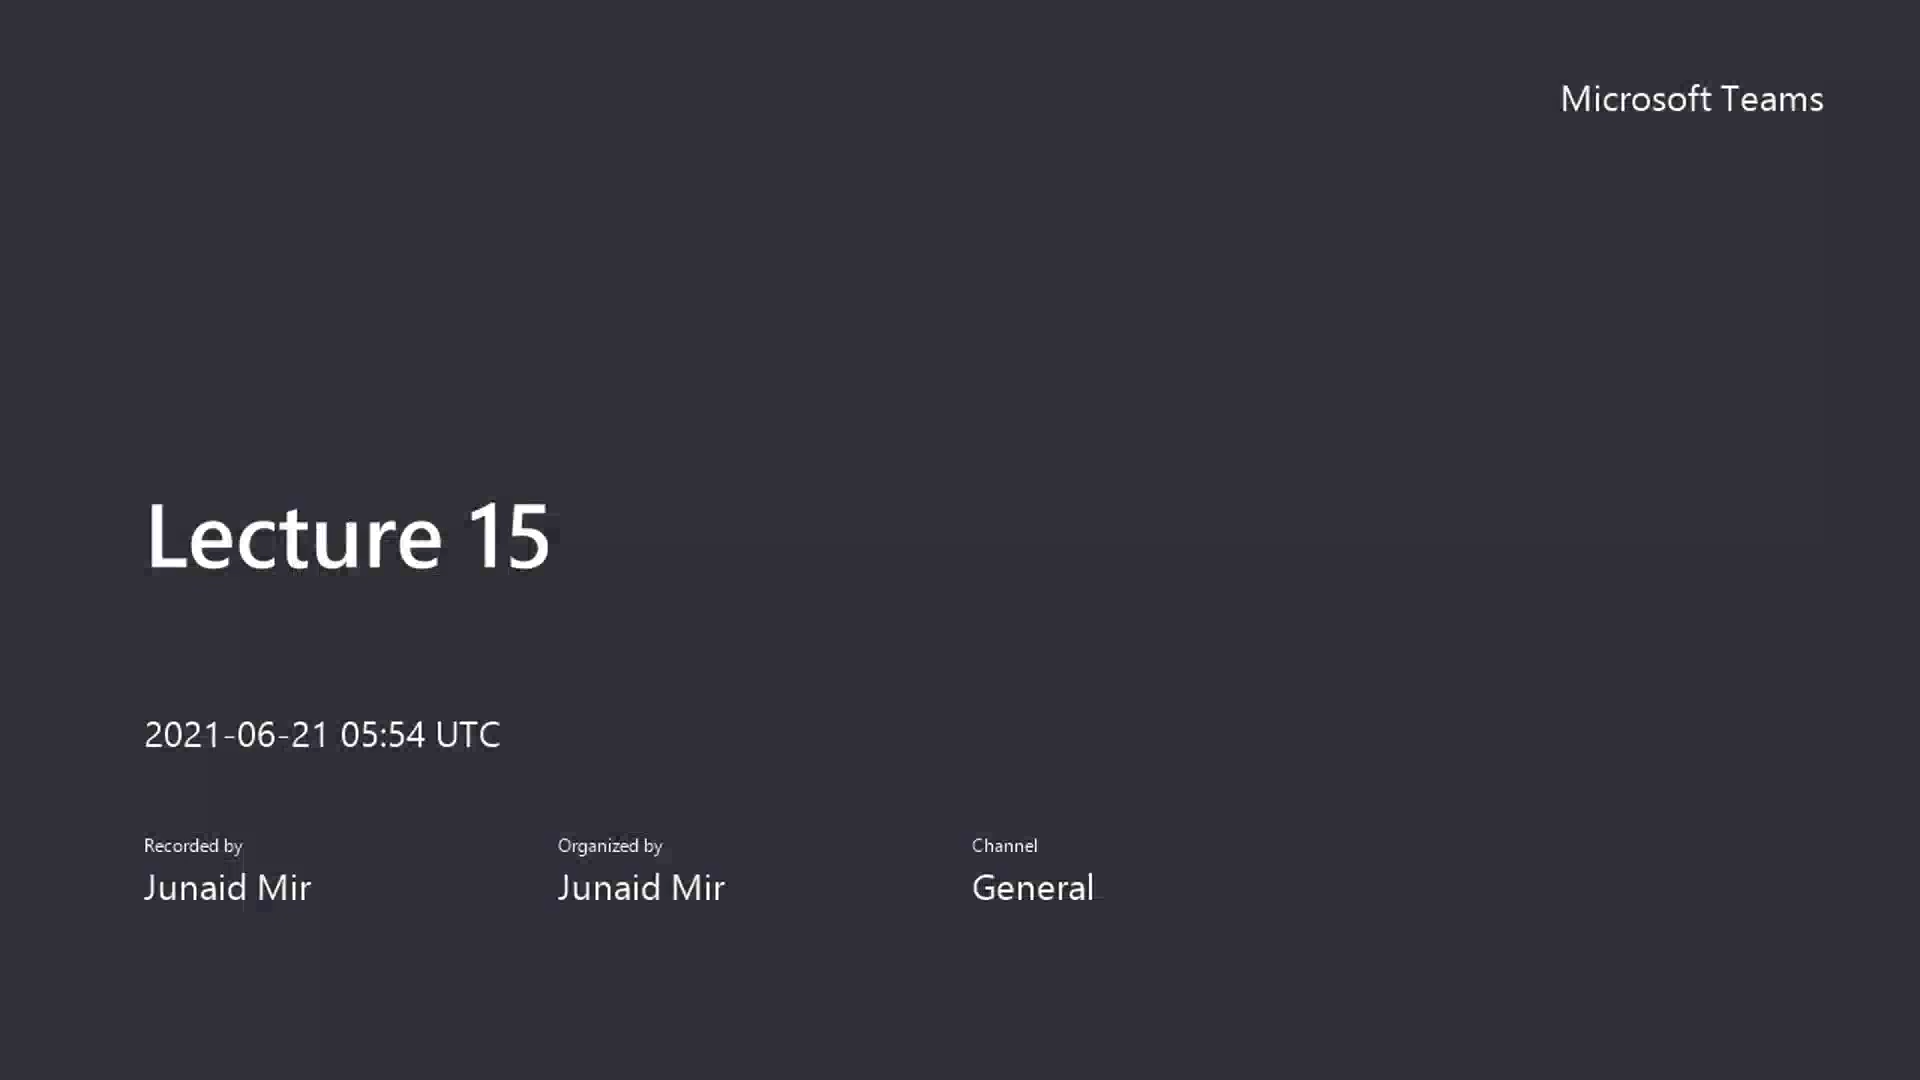 Microsoft Teams
Lecture 15
2021-06-21 05:54 UTC
Recorded by
Junaid Mir
Organized by
Junaid Mir
Channel
General